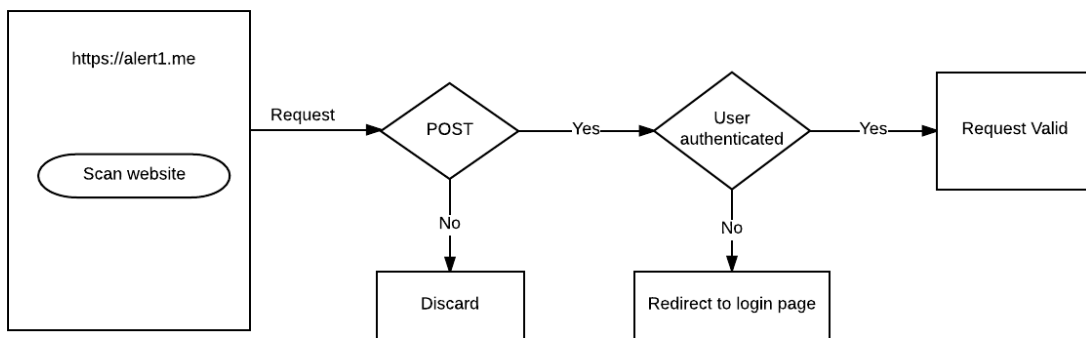 https://alert1.me
Scan website
Request
POST
Yes
User
authenticated
Yes
Request Valid
No
No
Discard
Redirect to login page